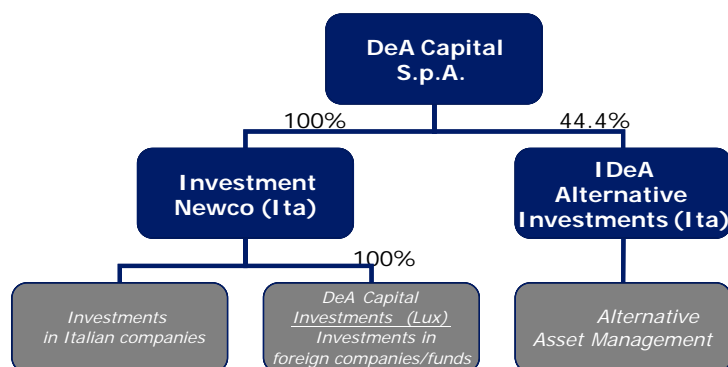 DeA Capital
S.p.A.
100%
44.4%
Investment
Newco (Ita)
IDeA
Alternative
Investments (Ita)
100%
Investments
in Italian companies
DeA Capital
Investments (Lux)
Investments in
foreign companies/funds
Alternative
Asset Management